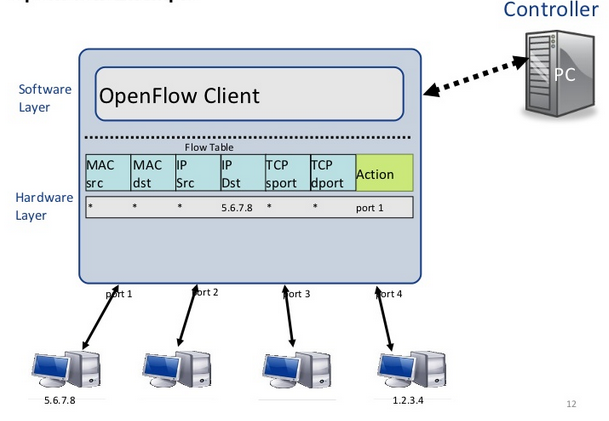 Controller
PC
Software
Layer
OpenFlow Client
Flow Table
MAC src MAC dst IP Src IP Dst TCP sport TCP dport Action
Hardware
Layer
* * * 5.6.7.8 * * port 1
port 1 port 2 port 3 port 4
5.6.7.8 1.2.3.4
12